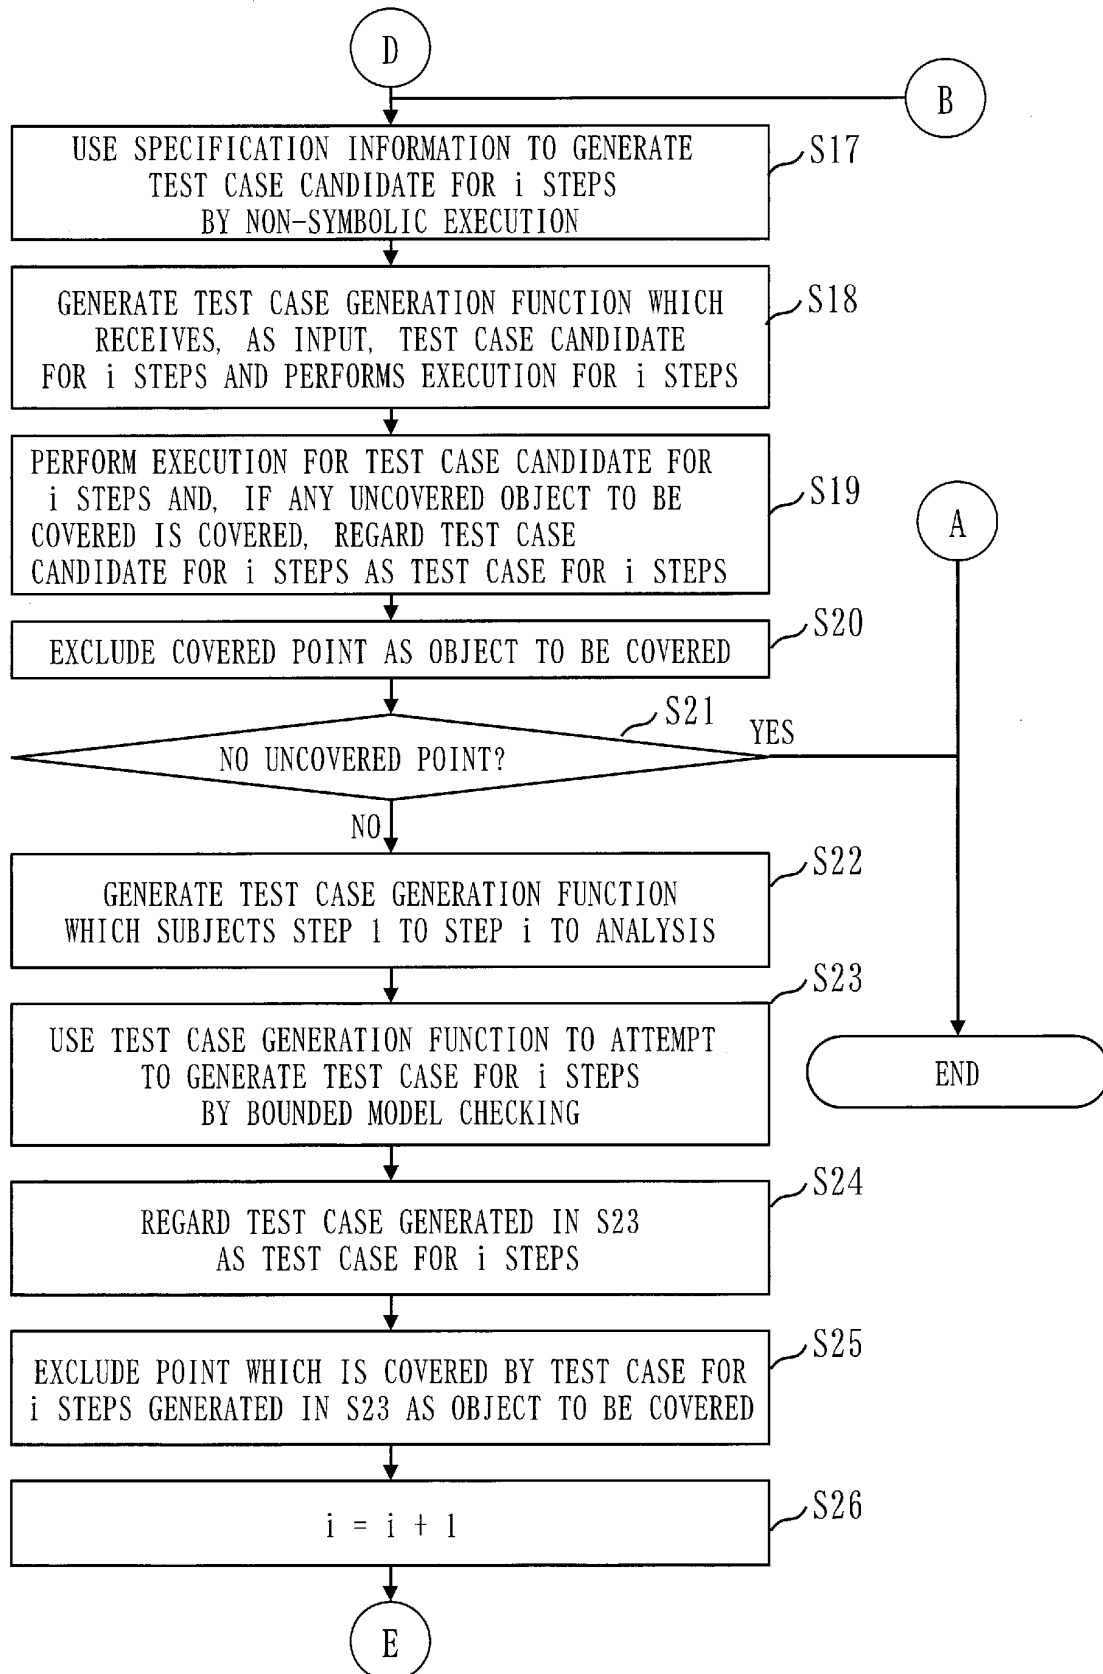 D
B
USE SPECIFICATION INFORMATION TO GENERATE
TEST CASE CANDIDATE FOR i STEPS
BY NON-SYMBOLIC EXECUTION
S17
GENERATE TEST CASE GENERATION FUNCTION WHICH
RECEIVES, AS INPUT, TEST CASE CANDIDATE
FOR i STEPS AND PERFORMS EXECUTION FOR i STEPS
S18
PERFORM EXECUTION FOR TEST CASE CANDIDATE FOR
i STEPS AND, IF ANY UNCOVERED OBJECT TO BE
COVERED IS COVERED, REGARD TEST CASE
CANDIDATE FOR i STEPS AS TEST CASE FOR i STEPS
S19
A
EXCLUDE COVERED POINT AS OBJECT TO BE COVERED
S20
NO UNCOVERED POINT?
S21
YES
NO
GENERATE TEST CASE GENERATION FUNCTION
WHICH SUBJECTS STEP 1 TO STEP i TO ANALYSIS
S22
USE TEST CASE GENERATION FUNCTION TO ATTEMPT
TO GENERATE TEST CASE FOR i STEPS
BY BOUNDED MODEL CHECKING
S23
END
REGARD TEST CASE GENERATED IN S23
AS TEST CASE FOR i STEPS
S24
EXCLUDE POINT WHICH IS COVERED BY TEST CASE FOR
i STEPS GENERATED IN S23 AS OBJECT TO BE COVERED
S25
i = i + 1
S26
E